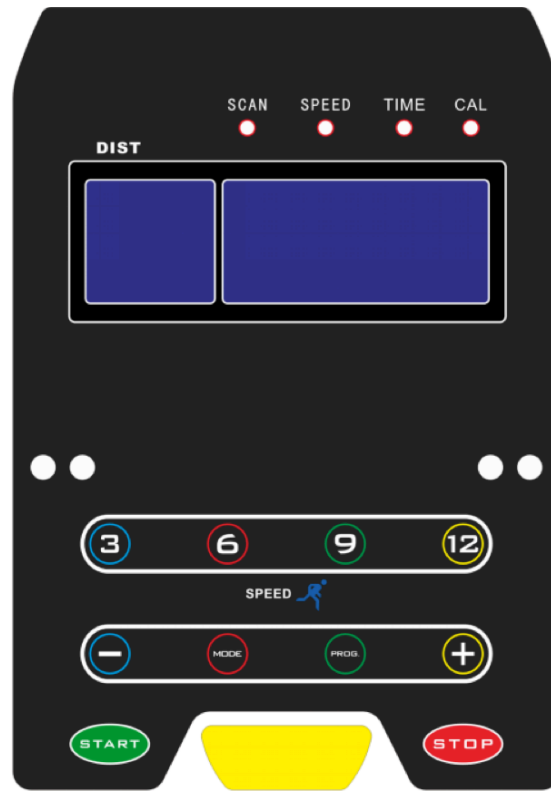 SCAN SPEED TIME CAL
DIST
3 6 9 12
SPEED
− MODE PROG. +
START STOP